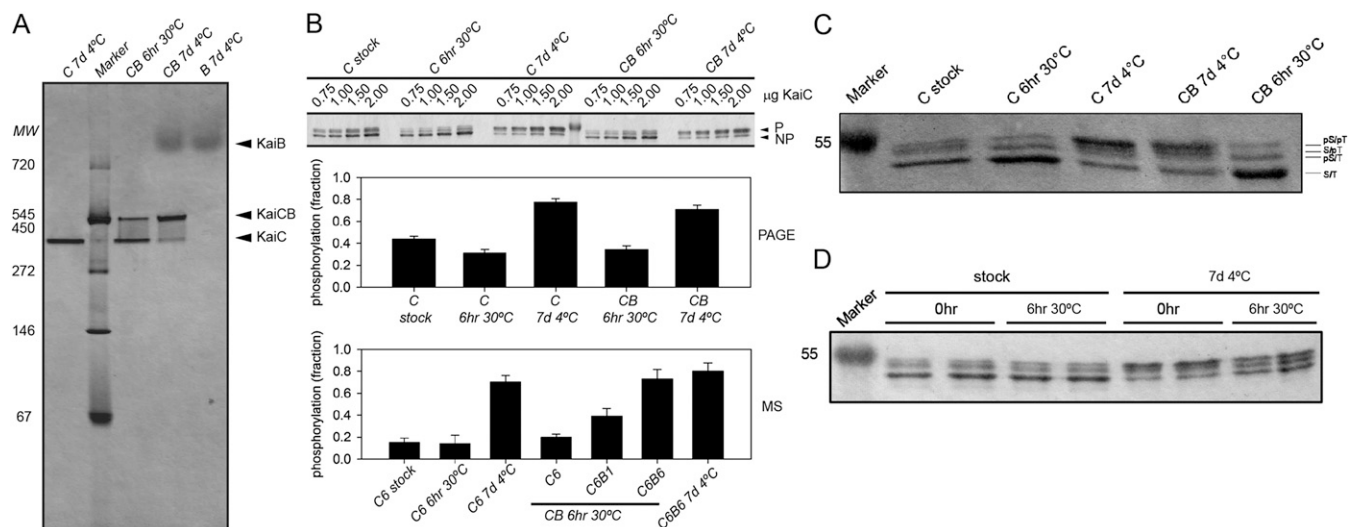 A
C 7d 4ºC
Marker
CB 6hr 30ºC
CB 7d 4ºC
B 7d 4ºC
MW
720
545
450
272
146
67
KaiB
KaiCB
KaiC
B
C stock
C 6hr 30ºC
C 7d 4ºC
CB 6hr 30ºC
CB 7d 4ºC
0.75 1.00 1.50 2.00 0.75 1.00 1.50 2.00 0.75 1.00 1.50 2.00 0.75 1.00 1.50 2.00 0.75 1.00 1.50 2.00 µg KaiC
P
NP
phosphorylation (fraction)
1.0
0.8
0.6
0.4
0.2
0.0
PAGE
C C C CB CB
stock 6hr 30ºC 7d 4ºC 6hr 30ºC 7d 4ºC
phosphorylation (fraction)
1.0
0.8
0.6
0.4
0.2
0.0
MS
C6 stock
C6 6hr 30ºC
C6 7d 4ºC
C6
C6B1
C6B6
C6B6 7d 4ºC
CB 6hr 30ºC
C
Marker
C stock
C 6hr 30ºC
C 7d 4ºC
CB 7d 4ºC
CB 6hr 30ºC
55
pS/pT
S/pT
pS/T
S/T
D
stock 7d 4ºC
Marker
0hr 6hr 30ºC 0hr 6hr 30ºC
55